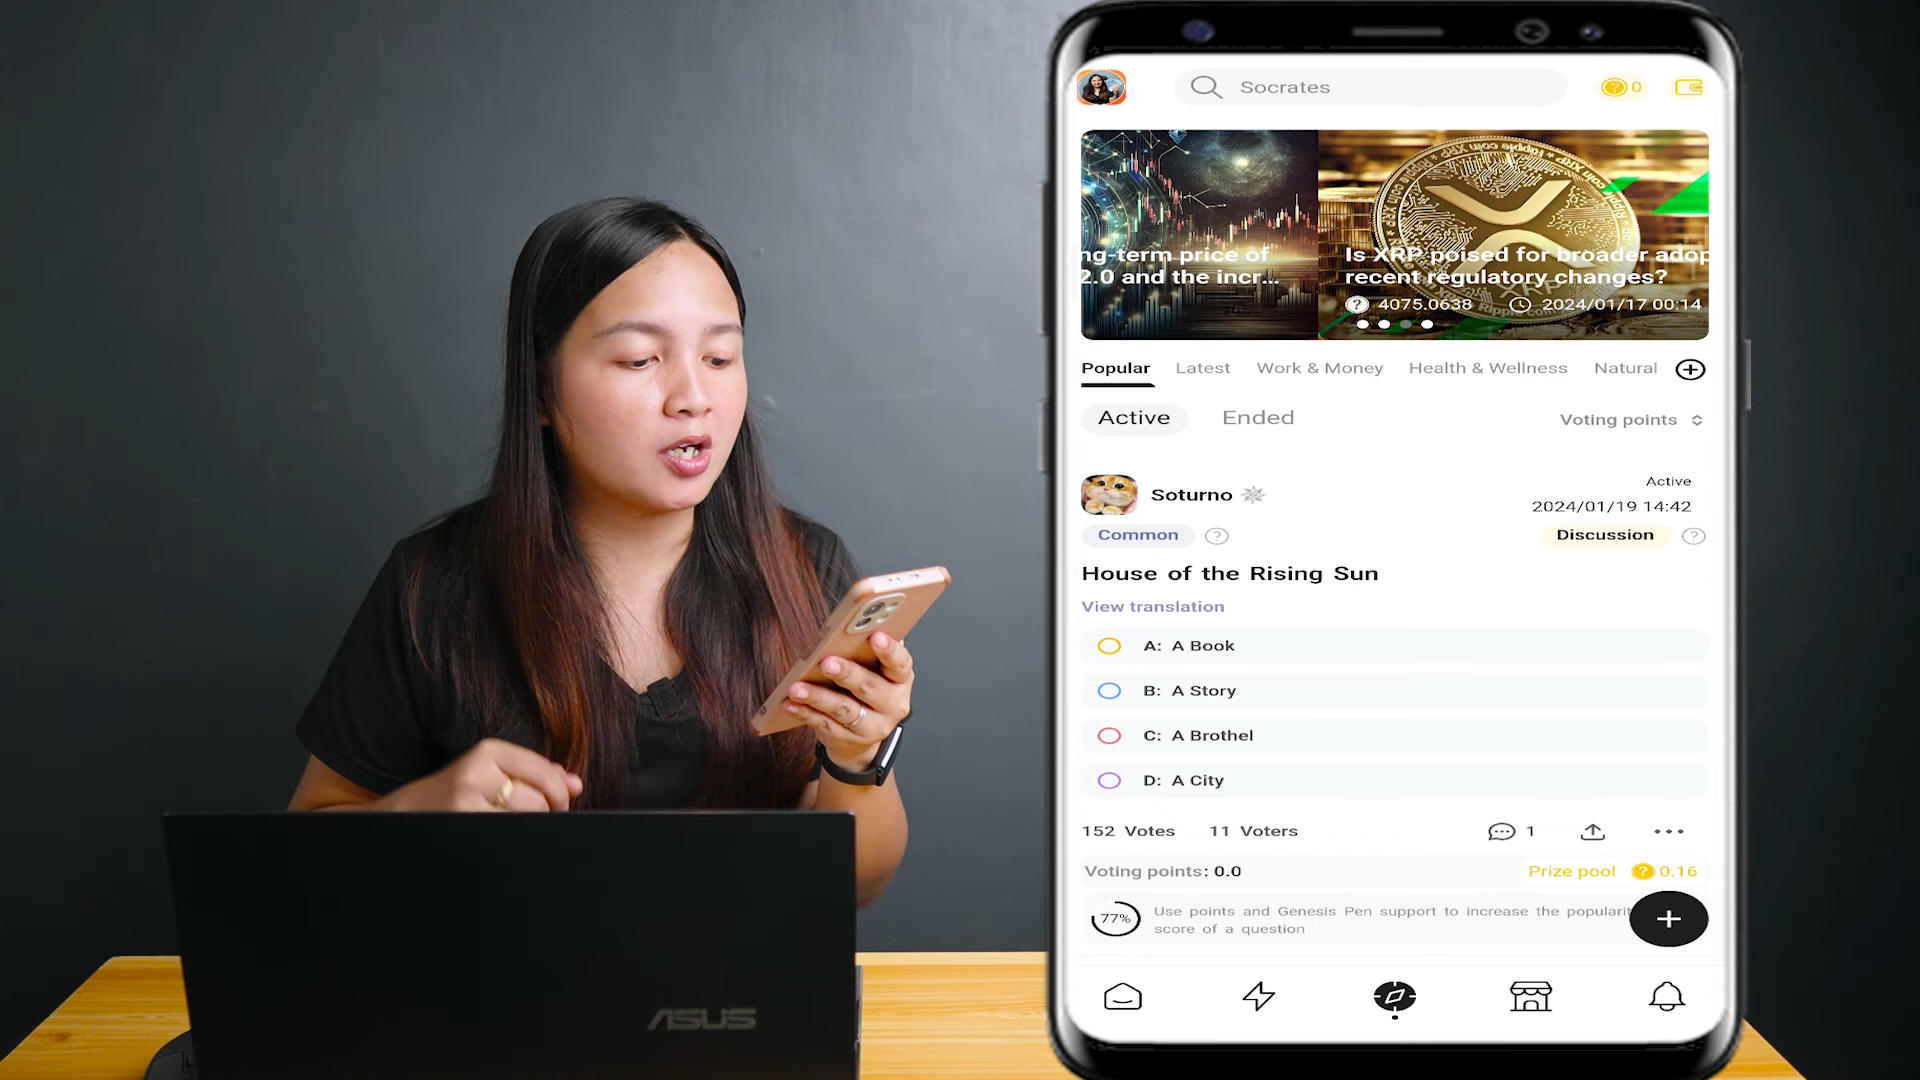 Socrates
0
ng-term price of
2.0 and the incr...
Is XRP poised for broader adop
recent regulatory changes?
4075.0638 2024/01/17 00:14
Popular Latest Work & Money Health & Wellness Natural
Active Ended Voting points
Soturno
Active
2024/01/19 14:42
Common ? Discussion ?
House of the Rising Sun
View translation
A: A Book
B: A Story
C: A Brothel
D: A City
152 Votes 11 Voters 1
Voting points: 0.0 Prize pool 0.16
77% Use points and Genesis Pen support to increase the popularit
score of a question
ASUS